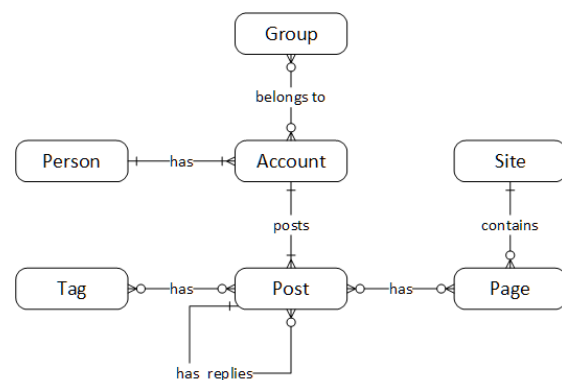 Group
belongs to
Person
has
Account
Site
posts
contains
Tag
has
Post
has
Page
has replies